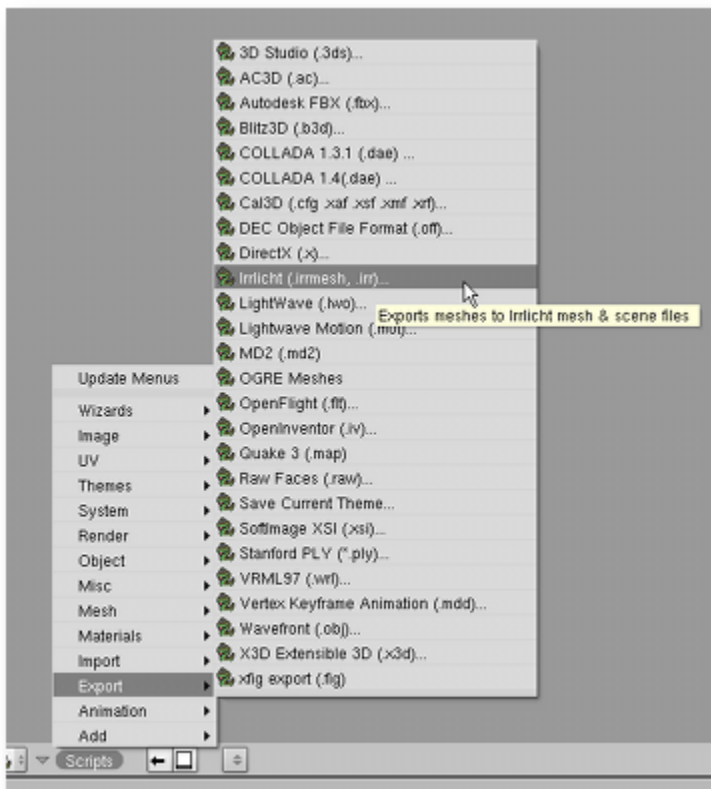 3D Studio (.3ds)...
AC3D (.ac)...
Autodesk FBX (.fbx)...
Blitz3D (.b3d)...
COLLADA 1.3.1 (.dae) ...
COLLADA 1.4(.dae) ...
Cal3D (.cfg .xaf .xsf .xmf .xrf)...
DEC Object File Format (.off)...
DirectX (.x)...
Irrlicht (.irrmesh, .irr)...
LightWave (.lwo)...
Exports meshes to Irrlicht mesh & scene files
Lightwave Motion (.mot)...
MD2 (.md2)
OGRE Meshes
OpenFlight (.flt)...
OpenInventor (.iv)...
Quake 3 (.map)
Raw Faces (.raw)...
Save Current Theme...
SoftImage XSI (.xsi)...
Stanford PLY (*.ply)...
VRML97 (.wrl)...
Vertex Keyframe Animation (.mdd)...
Wavefront (.obj)...
X3D Extensible 3D (.x3d)...
xfig export (.fig)
Update Menus
Wizards
Image
UV
Themes
System
Render
Object
Misc
Mesh
Materials
Import
Export
Animation
Add
Scripts